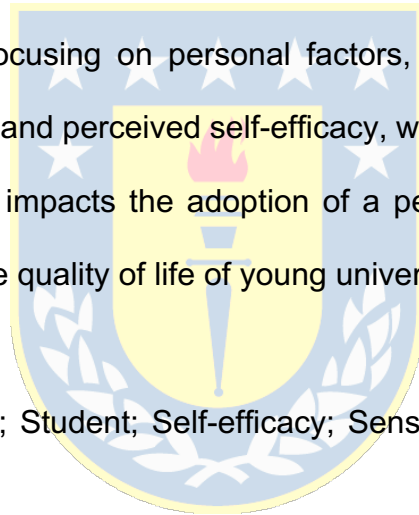 ocusing on personal factors,
and perceived self-efficacy, w
impacts the adoption of a pe
e quality of life of young univer
; Student; Self-efficacy; Sens